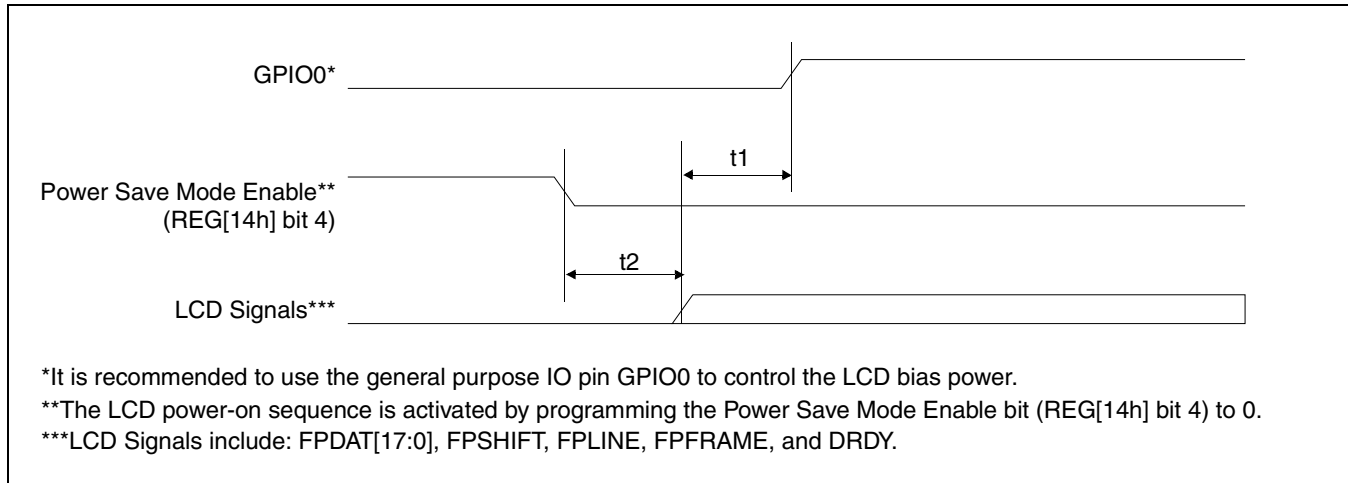 GPIO0*
t1
Power Save Mode Enable**
(REG[14h] bit 4)
t2
LCD Signals***
*It is recommended to use the general purpose IO pin GPIO0 to control the LCD bias power.
**The LCD power-on sequence is activated by programming the Power Save Mode Enable bit (REG[14h] bit 4) to 0.
***LCD Signals include: FPDAT[17:0], FPSHIFT, FPLINE, FPFRAME, and DRDY.